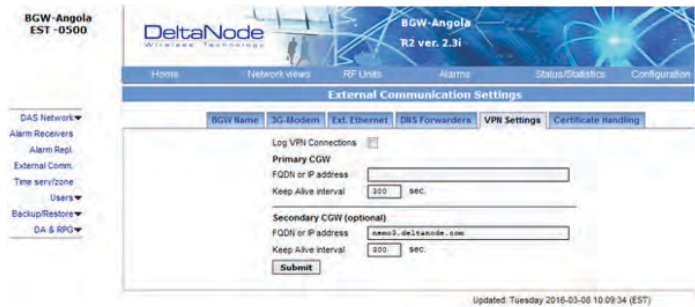 BGW-Angola
EST -0500
DeltaNode
Wireless Technology
BGW-Angola
R2 ver. 2.3i
Home Network views RF Units Alarms Status/Statistics Configuration
External Communication Settings
BGW Name 3G-Modem Ext. Ethernet DNS Forwarders VPN Settings Certificate Handling
DAS Network
Alarm Receivers
Alarm Repl.
External Comm.
Time serv/zone
Users
Backup/Restore
DA & RPG
Log VPN Connections
Primary CGW
FQDN or IP address
Keep Alive interval 300 sec.
Secondary CGW (optional)
FQDN or IP address nemo3.deltanode.com
Keep Alive interval 300 sec.
Submit
Updated: Tuesday 2016-03-08 10:09:34 (EST)